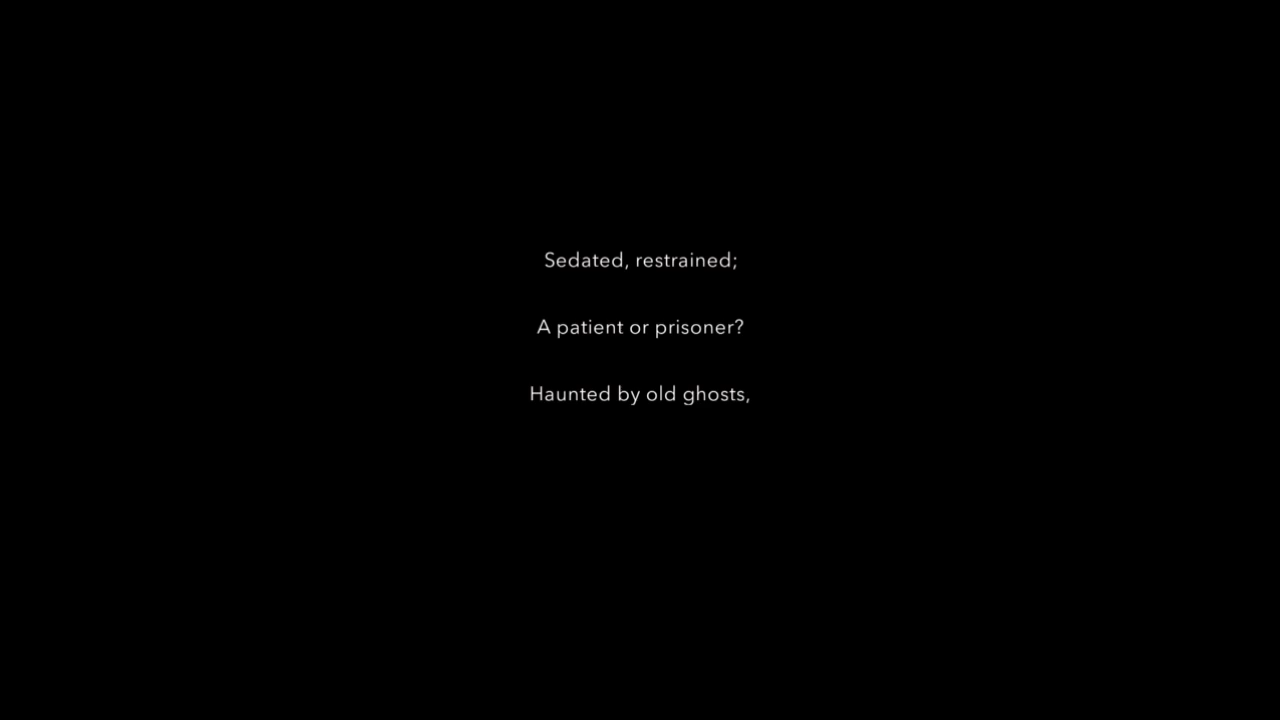 Sedated, restrained;
A patient or prisoner?
Haunted by old ghosts,